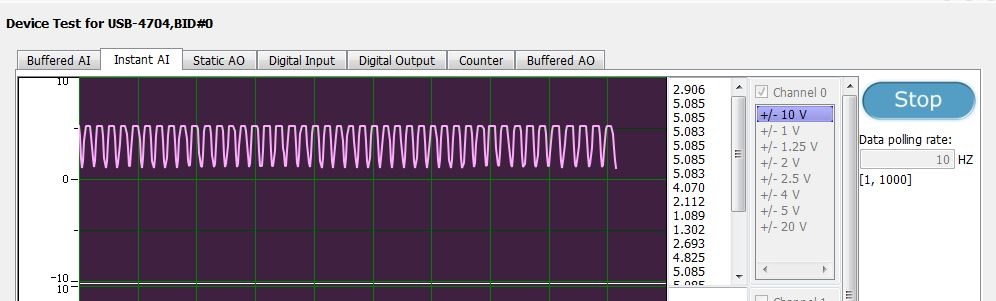 Device Test for USB-4704,BID#0
Buffered AI Instant AI Static AO Digital Input Digital Output Counter Buffered AO
10
0
-10
10
2.906
5.085
5.085
5.083
5.085
5.085
5.083
4.070
2.112
1.089
1.302
2.693
4.825
5.085
5.085
Channel 0
+/- 10 V
+/- 1 V
+/- 1.25 V
+/- 2 V
+/- 2.5 V
+/- 4 V
+/- 5 V
+/- 20 V
Channel 1
Stop
Data polling rate:
10 HZ
[1, 1000]